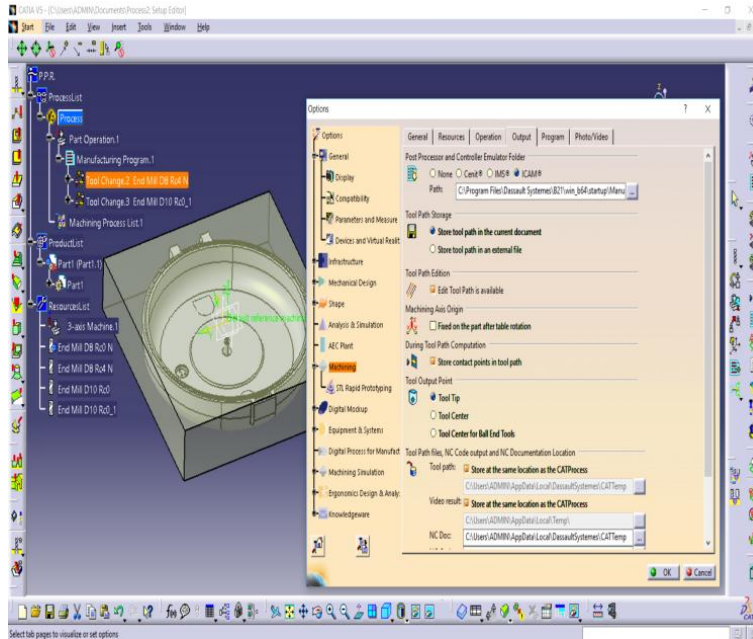 CATIA V5 - [C:\Users\ADMIN\Documents\Process2: Setup Editor]
Start File Edit View Insert Tools Window Help
P.P.R.
ProcessList
Process
Part Operation.1
Manufacturing Program.1
Tool Change.2 End Mill D8 Rc4 N
Tool Change.3 End Mill D10 Rc0_1
Machining Process List.1
ProductList
Part1 (Part1.1)
Part1
ResourcesList
3-axis Machine.1
End Mill D8 Rc0 N
End Mill D8 Rc4 N
End Mill D10 Rc0
End Mill D10 Rc0_1
Options
? X
Options
General
Display
Compatibility
Parameters and Measure
Devices and Virtual Realit
Infrastructure
Mechanical Design
Shape
Analysis & Simulation
AEC Plant
Machining
STL Rapid Prototyping
Digital Mockup
Equipment & Systems
Digital Process for Manufact
Machining Simulation
Ergonomics Design & Analy
Knowledgeware
General Resources Operation Output Program Photo/Video
Post Processor and Controller Emulator Folder
None Cenit® IMS® ICAM®
Path: C:\Program Files\Dassault Systemes\B21\win_b64\startup\Manu ...
Tool Path Storage
Store tool path in the current document
Store tool path in an external file
Tool Path Edition
Edit Tool Path is available
Machining Axis Origin
Fixed on the part after table rotation
During Tool Path Computation
Store contact points in tool path
Tool Output Point
Tool Tip
Tool Center
Tool Center for Ball End Tools
Tool Path files, NC Code output and NC Documentation Location
Tool path: Store at the same location as the CATProcess
C:\Users\ADMIN\AppData\Local\DassaultSystemes\CATTemp ...
Video result: Store at the same location as the CATProcess
C:\Users\ADMIN\AppData\Local\Temp\ ...
NC Doc: C:\Users\ADMIN\AppData\Local\DassaultSystemes\CATTemp ...
OK Cancel
Select tab pages to visualize or set options